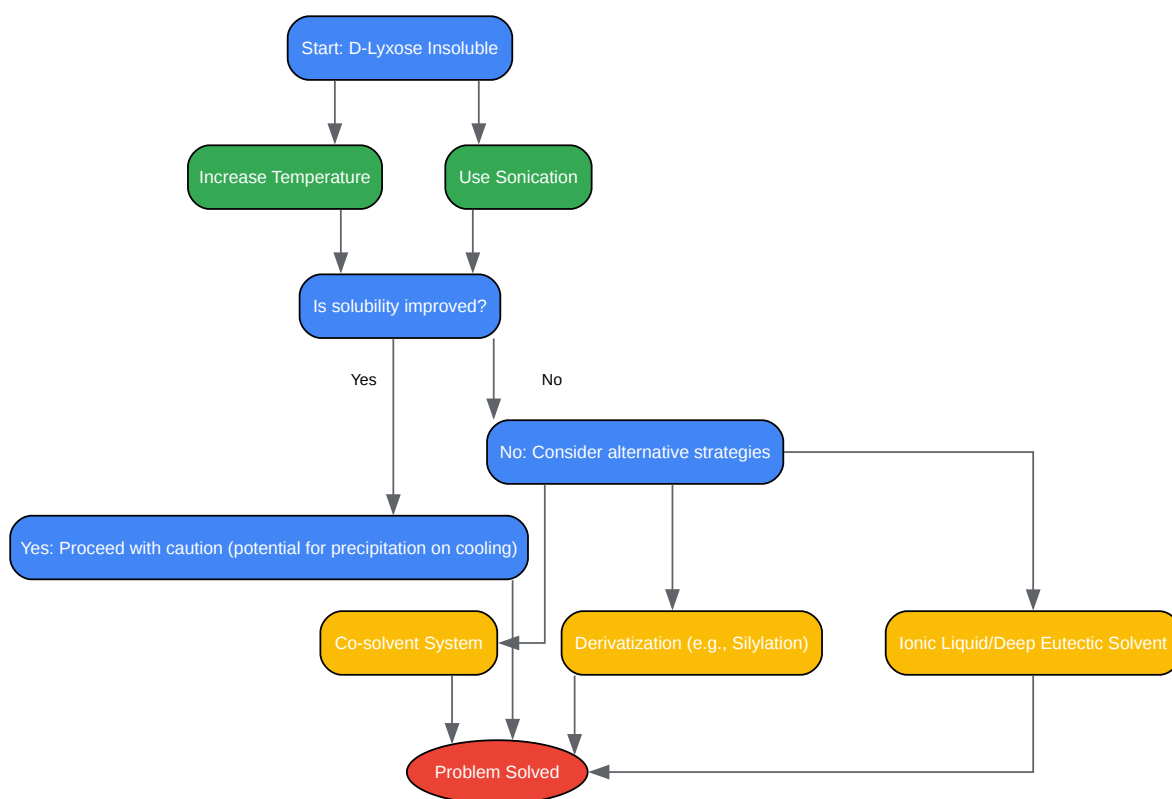 Start: D-Lyxose Insoluble
Increase Temperature
Use Sonication
Is solubility improved?
Yes
No
No: Consider alternative strategies
Yes: Proceed with caution (potential for precipitation on cooling)
Co-solvent System
Derivatization (e.g., Silylation)
Ionic Liquid/Deep Eutectic Solvent
Problem Solved